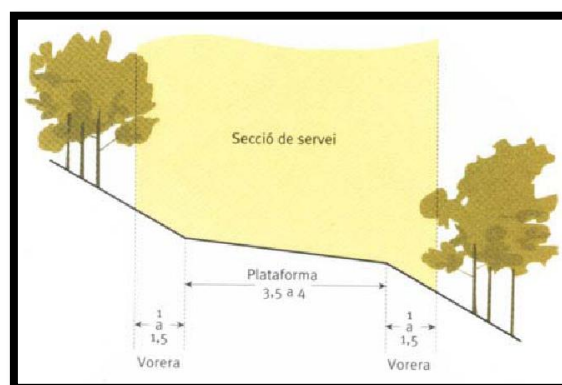 Secció de servei
Plataforma
3,5 a 4
1
a
1,5
Vorera
1
a
1,5
Vorera